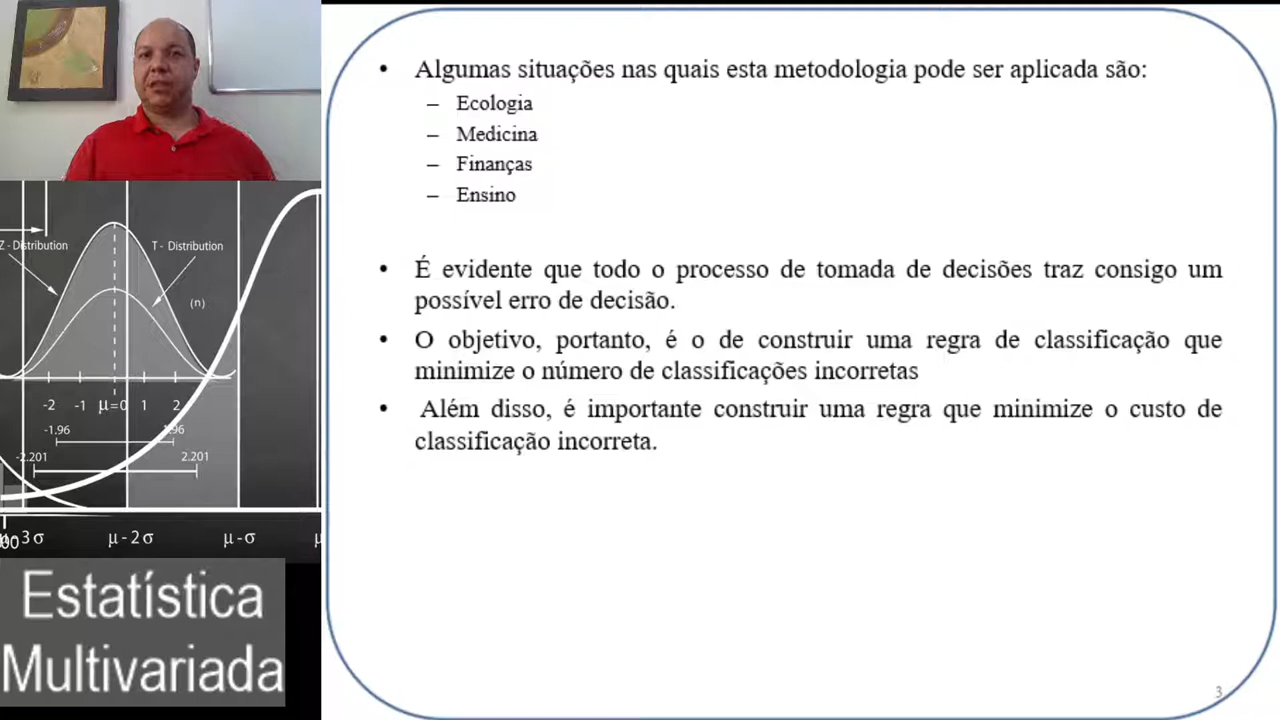 • Algumas situações nas quais esta metodologia pode ser aplicada são:
– Ecologia
– Medicina
– Finanças
– Ensino
• É evidente que todo o processo de tomada de decisões traz consigo um
possível erro de decisão.
• O objetivo, portanto, é o de construir uma regra de classificação que
minimize o número de classificações incorretas
• Além disso, é importante construir uma regra que minimize o custo de
classificação incorreta.
3
Z - Distribution
T - Distribution
(n)
-2 -1 μ=0 1 2
-1.96 1.96
-2.201 2.201
μ-3σ μ-2σ μ-σ
Estatística
Multivariada